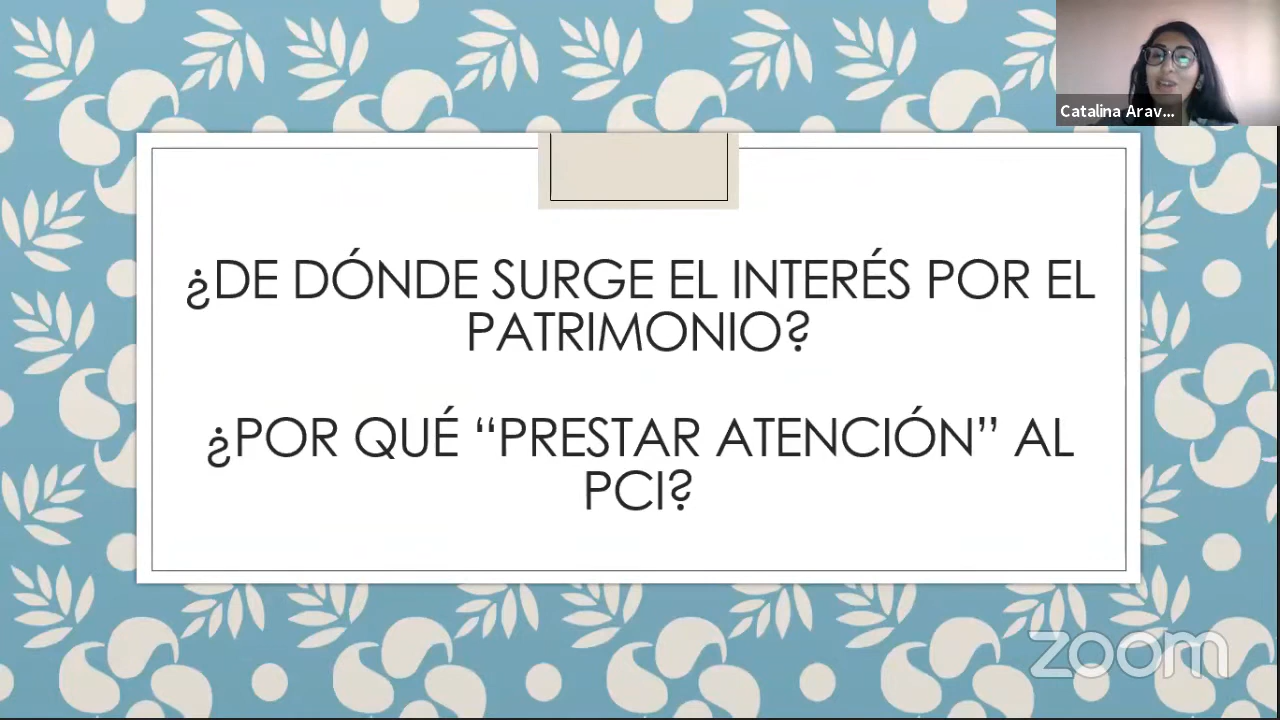 Catalina Arav...
¿DE DÓNDE SURGE EL INTERÉS POR EL
PATRIMONIO?
¿POR QUÉ “PRESTAR ATENCIÓN” AL
PCI?
zoom